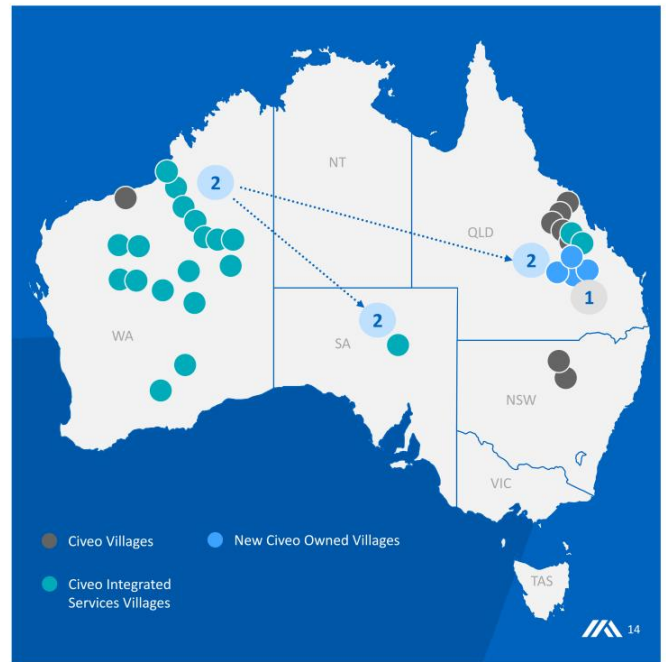 NT
2
QLD
2
1
2
WA
SA
NSW
VIC
Civeo Villages
New Civeo Owned Villages
Civeo Integrated
Services Villages
TAS
14